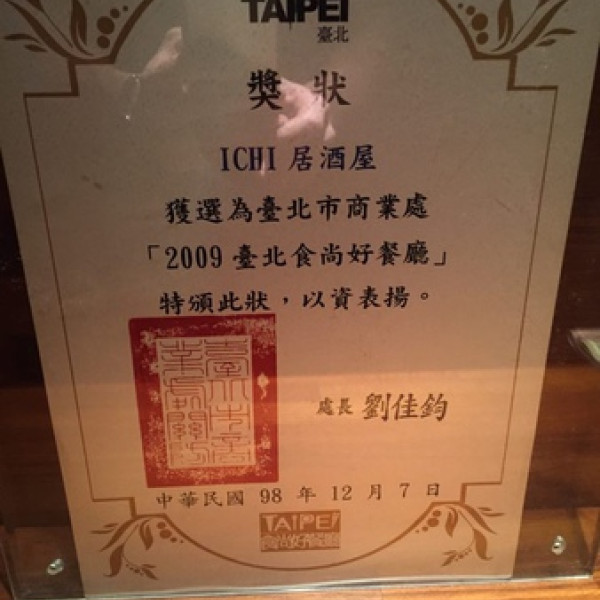 TAIPEI
臺北
獎狀
ICHI 居酒屋
獲選為臺北市商業處
「2009 臺北食尚好餐廳」
特頒此狀，以資表揚。
處長 劉佳鈞
中華民國 98 年 12 月 7 日
TAIPEI
食尚好餐廳